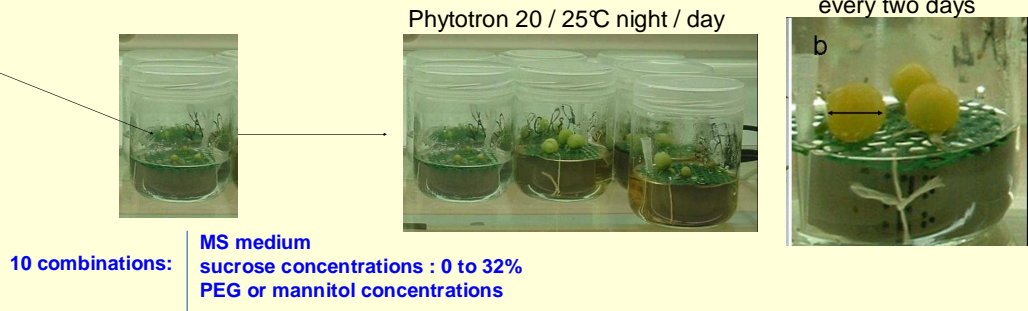 every two days
Phytotron 20 / 25°C night / day
b
10 combinations:
MS medium
sucrose concentrations : 0 to 32%
PEG or mannitol concentrations